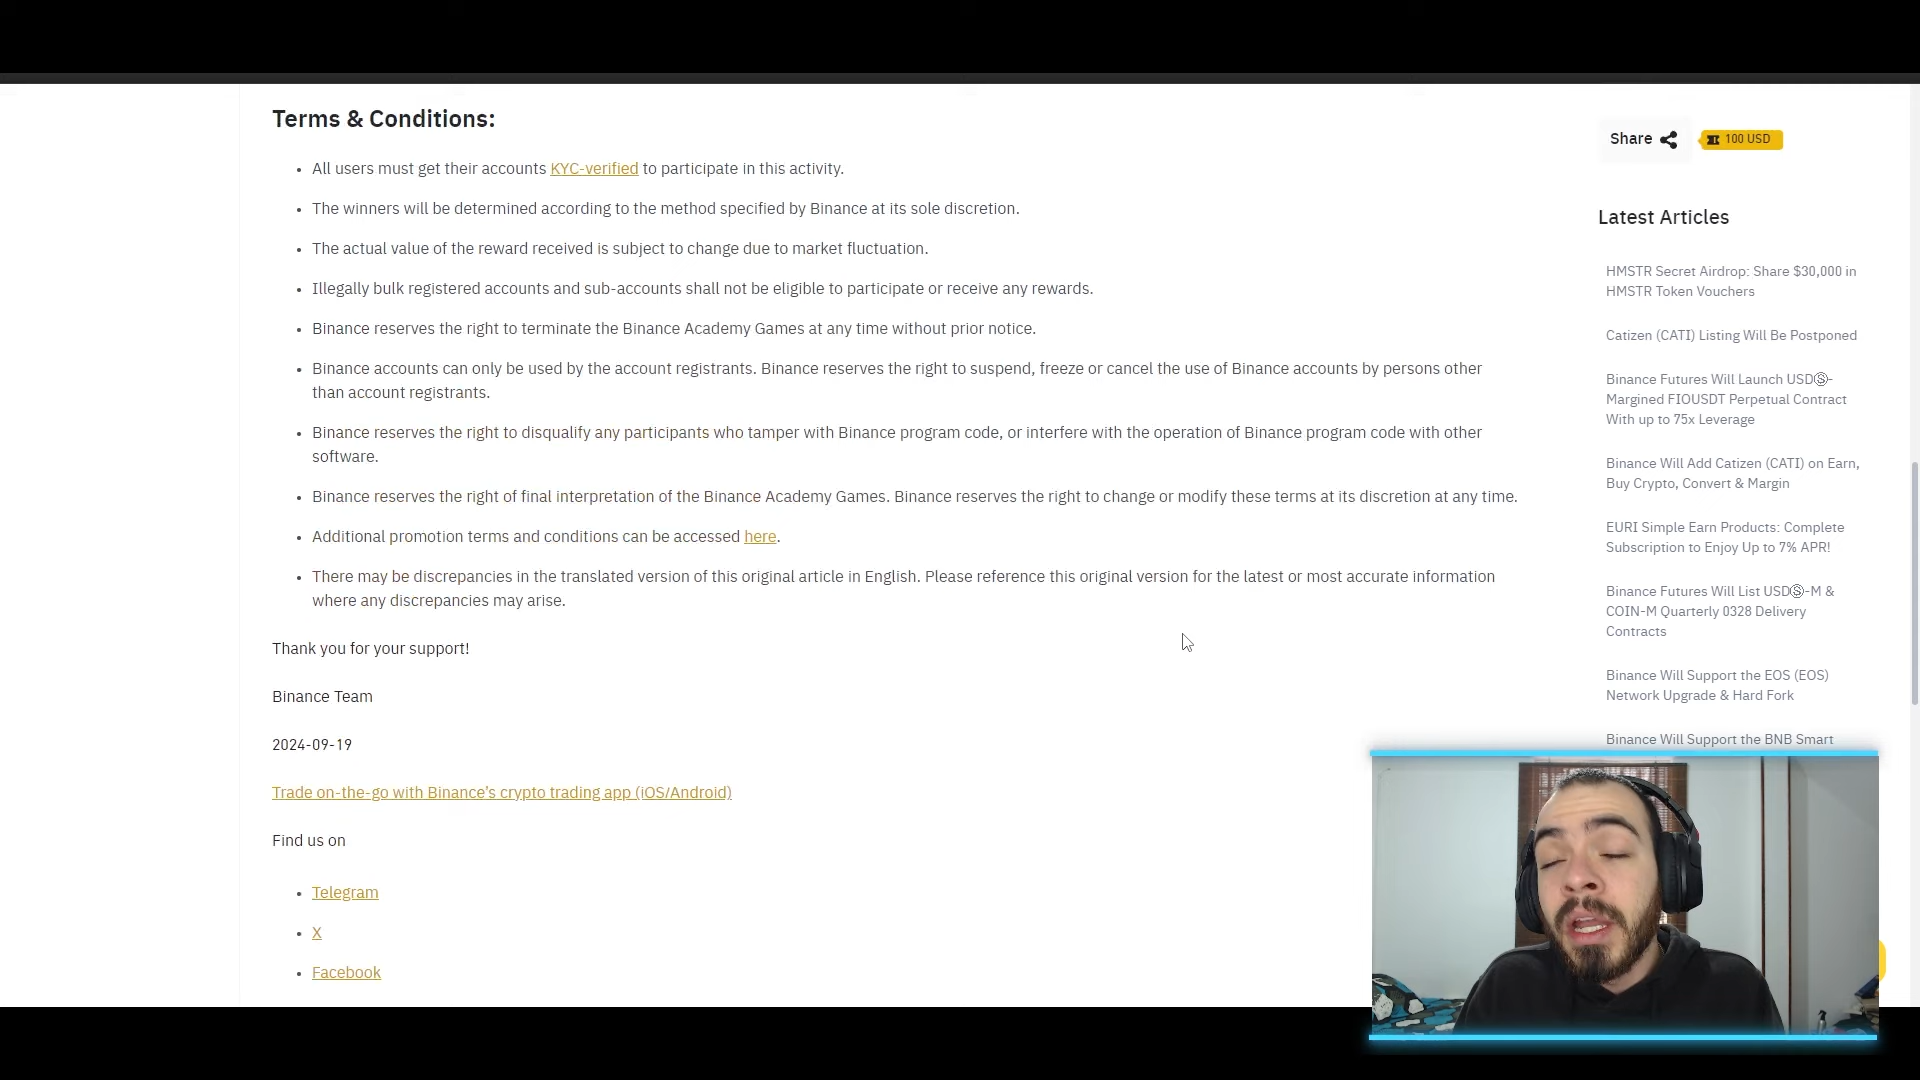 Terms & Conditions:
All users must get their accounts KYC-verified to participate in this activity.
The winners will be determined according to the method specified by Binance at its sole discretion.
The actual value of the reward received is subject to change due to market fluctuation.
Illegally bulk registered accounts and sub-accounts shall not be eligible to participate or receive any rewards.
Binance reserves the right to terminate the Binance Academy Games at any time without prior notice.
Binance accounts can only be used by the account registrants. Binance reserves the right to suspend, freeze or cancel the use of Binance accounts by persons other
than account registrants.
Binance reserves the right to disqualify any participants who tamper with Binance program code, or interfere with the operation of Binance program code with other
software.
Binance reserves the right of final interpretation of the Binance Academy Games. Binance reserves the right to change or modify these terms at its discretion at any time.
Additional promotion terms and conditions can be accessed here.
There may be discrepancies in the translated version of this original article in English. Please reference this original version for the latest or most accurate information
where any discrepancies may arise.
Thank you for your support!
Binance Team
2024-09-19
Trade on-the-go with Binance’s crypto trading app (iOS/Android)
Find us on
Telegram
X
Facebook
Share
100 USD
Latest Articles
HMSTR Secret Airdrop: Share $30,000 in
HMSTR Token Vouchers
Catizen (CATI) Listing Will Be Postponed
Binance Futures Will Launch USDⓈ-
Margined FIOUSDT Perpetual Contract
With up to 75x Leverage
Binance Will Add Catizen (CATI) on Earn,
Buy Crypto, Convert & Margin
EURI Simple Earn Products: Complete
Subscription to Enjoy Up to 7% APR!
Binance Futures Will List USDⓈ-M &
COIN-M Quarterly 0328 Delivery
Contracts
Binance Will Support the EOS (EOS)
Network Upgrade & Hard Fork
Binance Will Support the BNB Smart